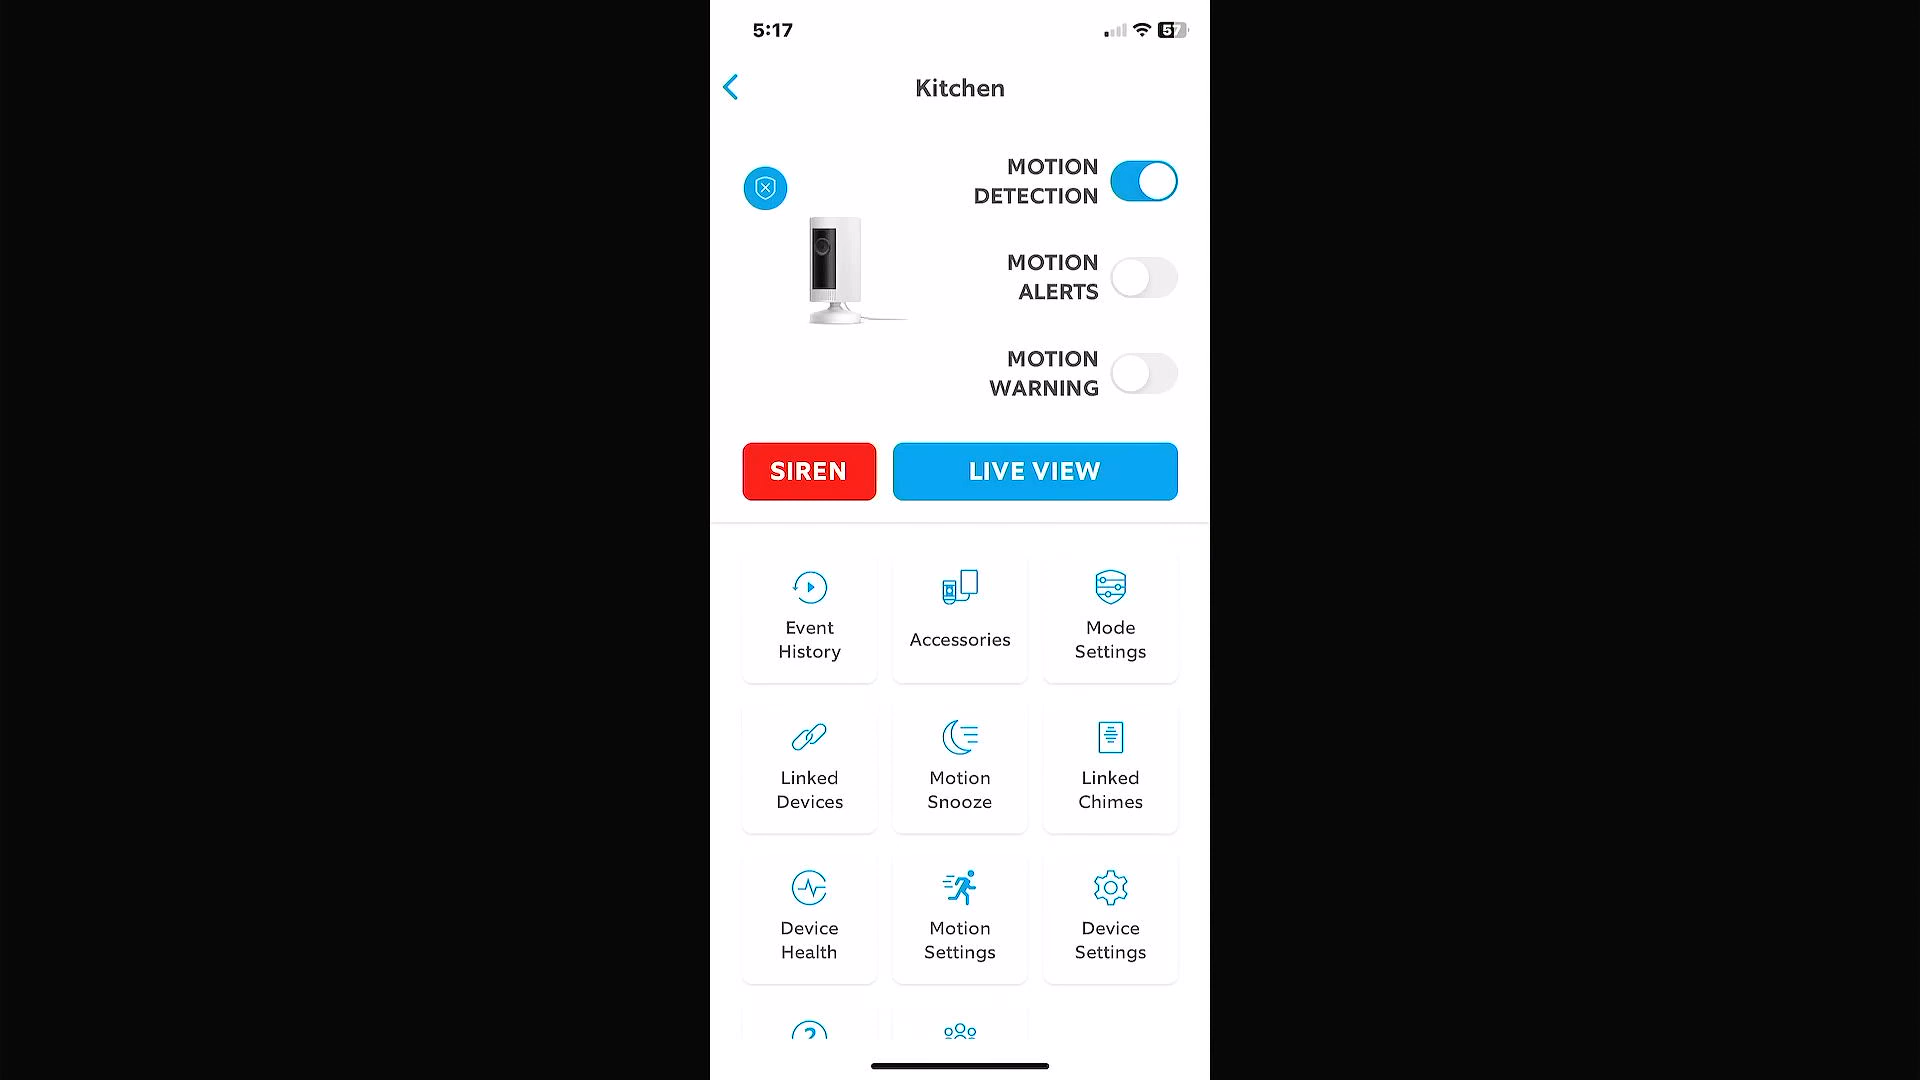 5:17
57
Kitchen
MOTION
DETECTION
MOTION
ALERTS
MOTION
WARNING
SIREN
LIVE VIEW
Event
History
Accessories
Mode
Settings
Linked
Devices
Motion
Snooze
Linked
Chimes
Device
Health
Motion
Settings
Device
Settings
?